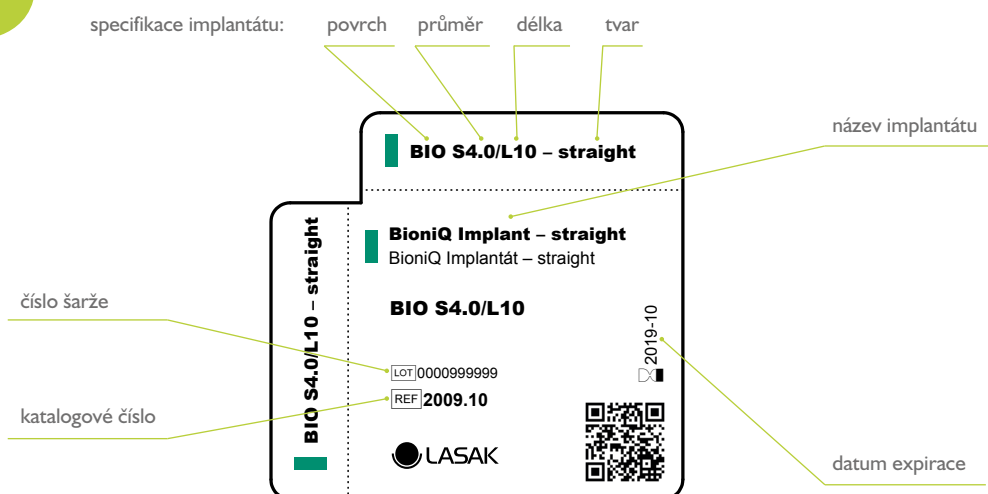 specifikace implantátu: povrch průměr délka tvar
název implantátu
BIO S4.0/L10 – straight
BIO S4.0/L10 – straight
BioniQ Implant – straight
BioniQ Implantát – straight
BIO S4.0/L10
číslo šarže
LOT 0000999999
2019-10
REF 2009.10
katalogové číslo
LASAK
datum expirace